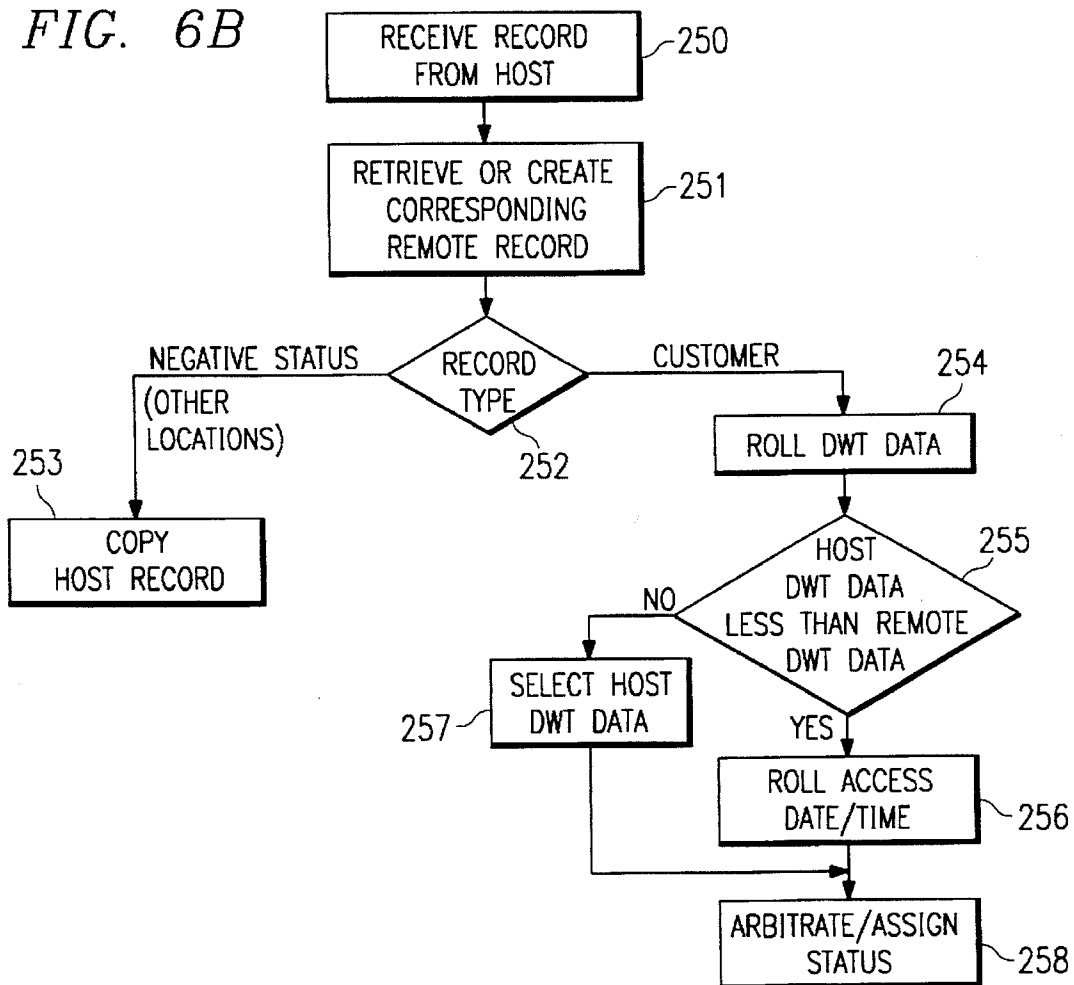 FIG. 6B
RECEIVE RECORD
FROM HOST
250
RETRIEVE OR CREATE
CORRESPONDING
REMOTE RECORD
251
NEGATIVE STATUS
(OTHER
LOCATIONS)
RECORD
TYPE
252
CUSTOMER
253
COPY
HOST RECORD
254
ROLL DWT DATA
HOST
DWT DATA
LESS THAN REMOTE
DWT DATA
255
NO
SELECT HOST
DWT DATA
257
YES
ROLL ACCESS
DATE/TIME
256
ARBITRATE/ASSIGN
STATUS
258